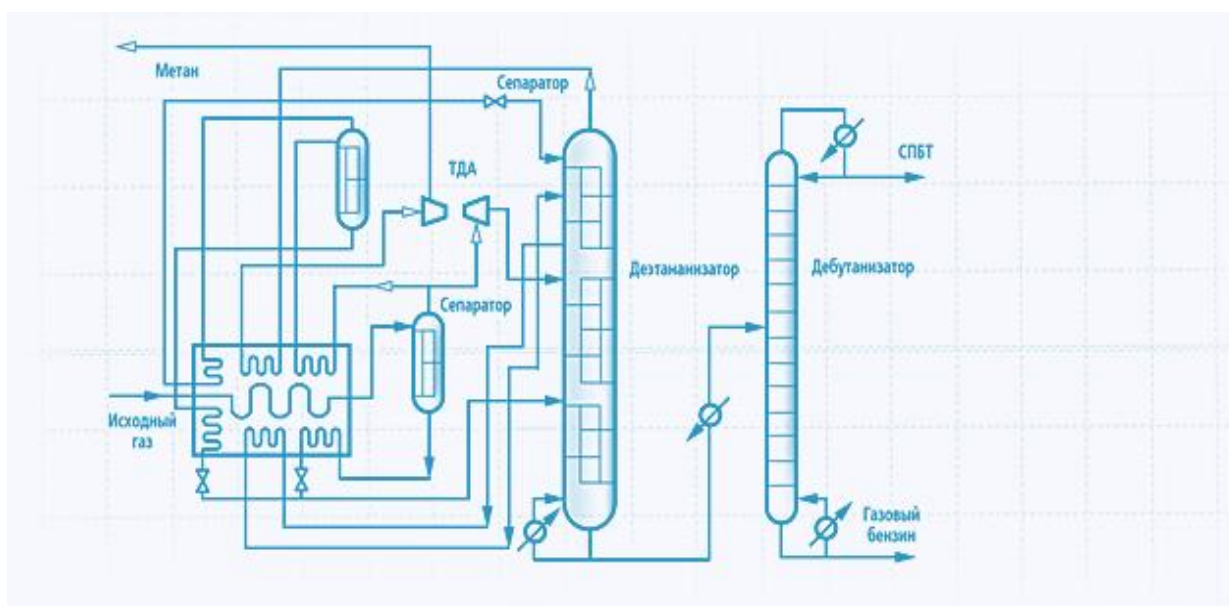 Метан
Сепаратор
СПБТ
ТДА
Деэтанизатор
Дебутанизатор
Сепаратор
Исходный
газ
Газовый
бензин